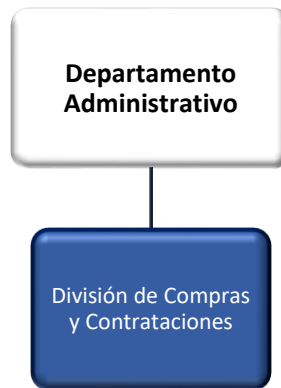 Departamento
Administrativo
División de Compras
y Contrataciones